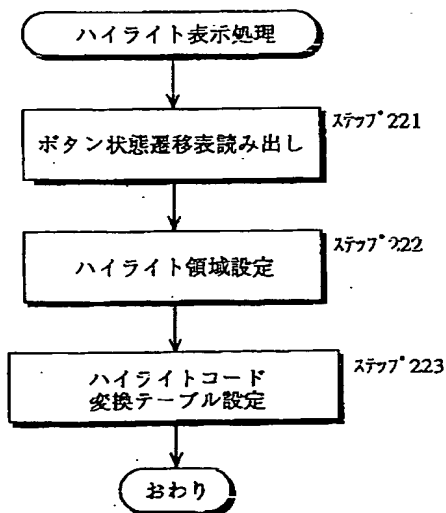 ハイライト表示処理
ステップ221
ボタン状態遷移表読み出し
ステップ222
ハイライト領域設定
ステップ223
ハイライトコード
変換テーブル設定
おわり